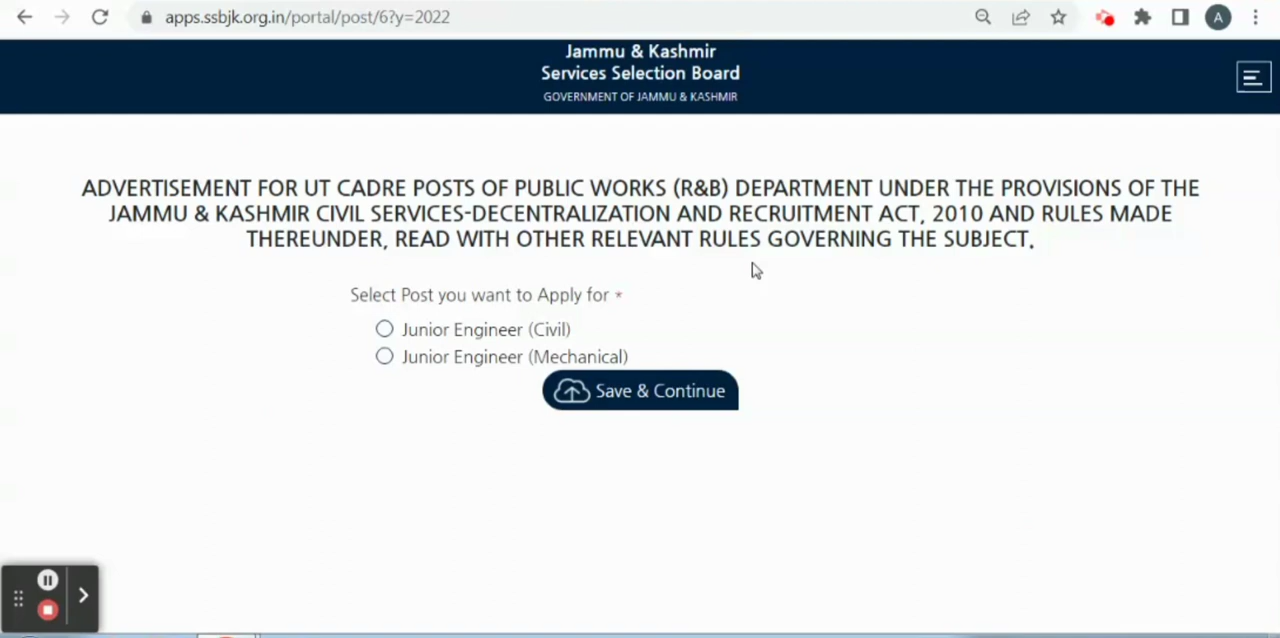 apps.ssbjk.org.in/portal/post/6?y=2022
A
Jammu & Kashmir
Services Selection Board
GOVERNMENT OF JAMMU & KASHMIR
ADVERTISEMENT FOR UT CADRE POSTS OF PUBLIC WORKS (R&B) DEPARTMENT UNDER THE PROVISIONS OF THE
JAMMU & KASHMIR CIVIL SERVICES-DECENTRALIZATION AND RECRUITMENT ACT, 2010 AND RULES MADE
THEREUNDER, READ WITH OTHER RELEVANT RULES GOVERNING THE SUBJECT.
Select Post you want to Apply for *
Junior Engineer (Civil)
Junior Engineer (Mechanical)
Save & Continue